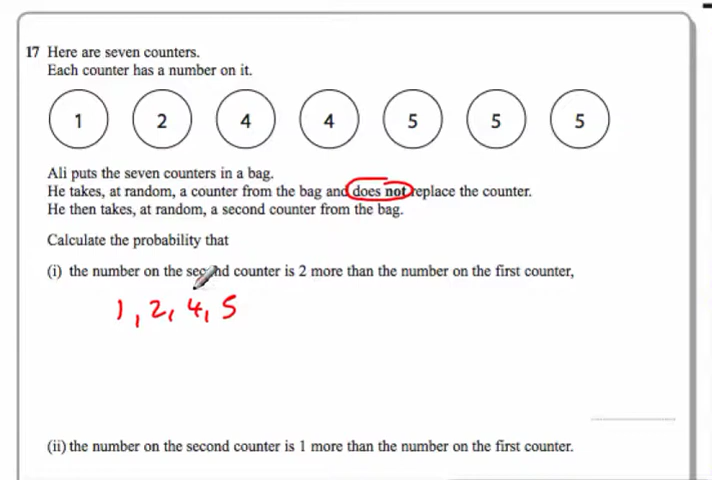 17 Here are seven counters.
Each counter has a number on it.
1 2 4 4 5 5 5
Ali puts the seven counters in a bag.
He takes, at random, a counter from the bag and does not replace the counter.
He then takes, at random, a second counter from the bag.
Calculate the probability that
(i) the number on the second counter is 2 more than the number on the first counter,
1, 2, 4, 5
(ii) the number on the second counter is 1 more than the number on the first counter.